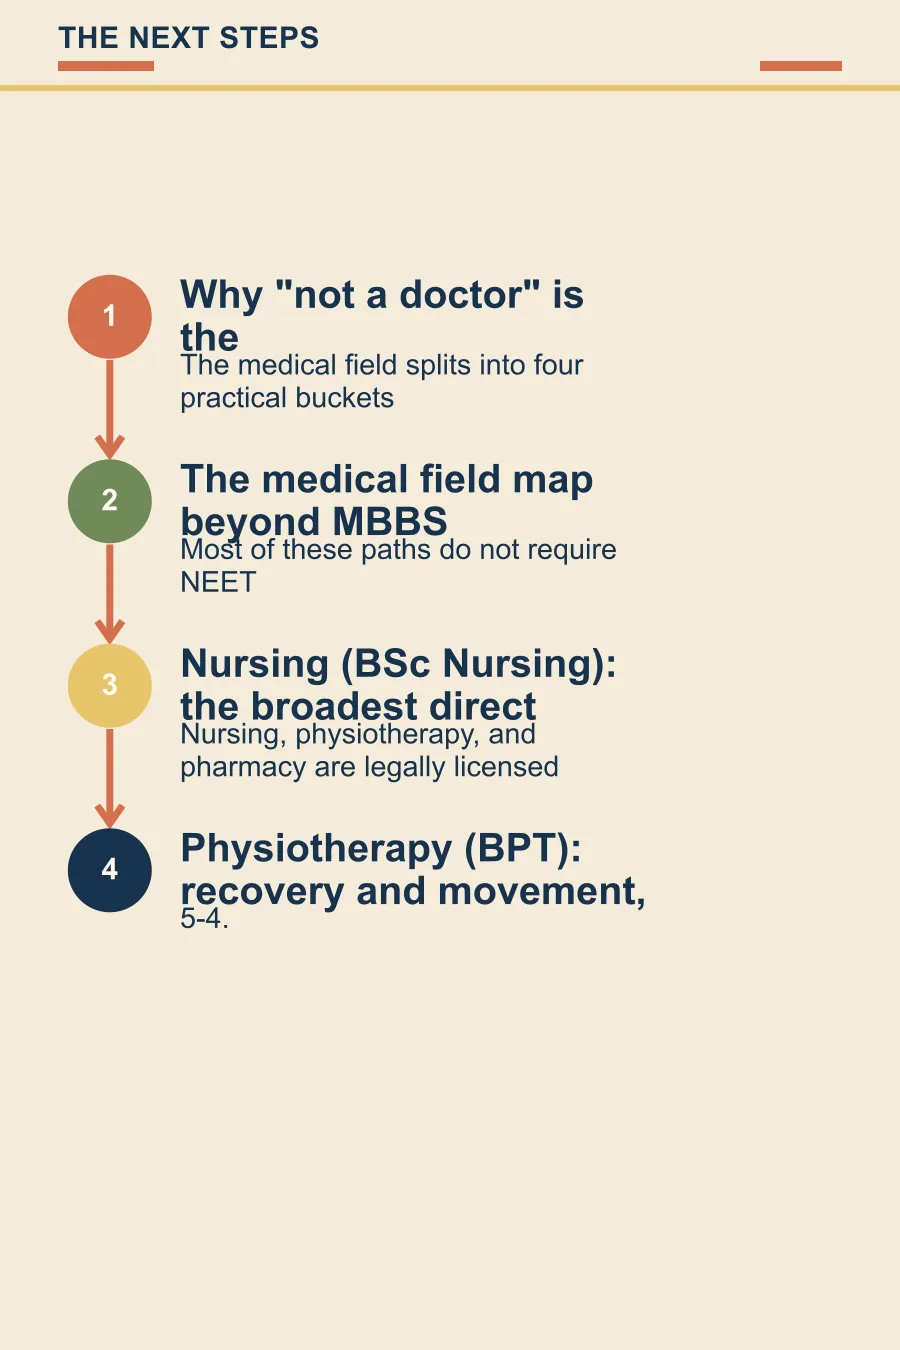 THE NEXT STEPS
1
Why "not a doctor" is
the
The medical field splits into four
practical buckets
2
The medical field map
beyond MBBS
Most of these paths do not require
NEET
3
Nursing (BSc Nursing):
the broadest direct
Nursing, physiotherapy, and
pharmacy are legally licensed
4
Physiotherapy (BPT):
recovery and movement,
5-4.